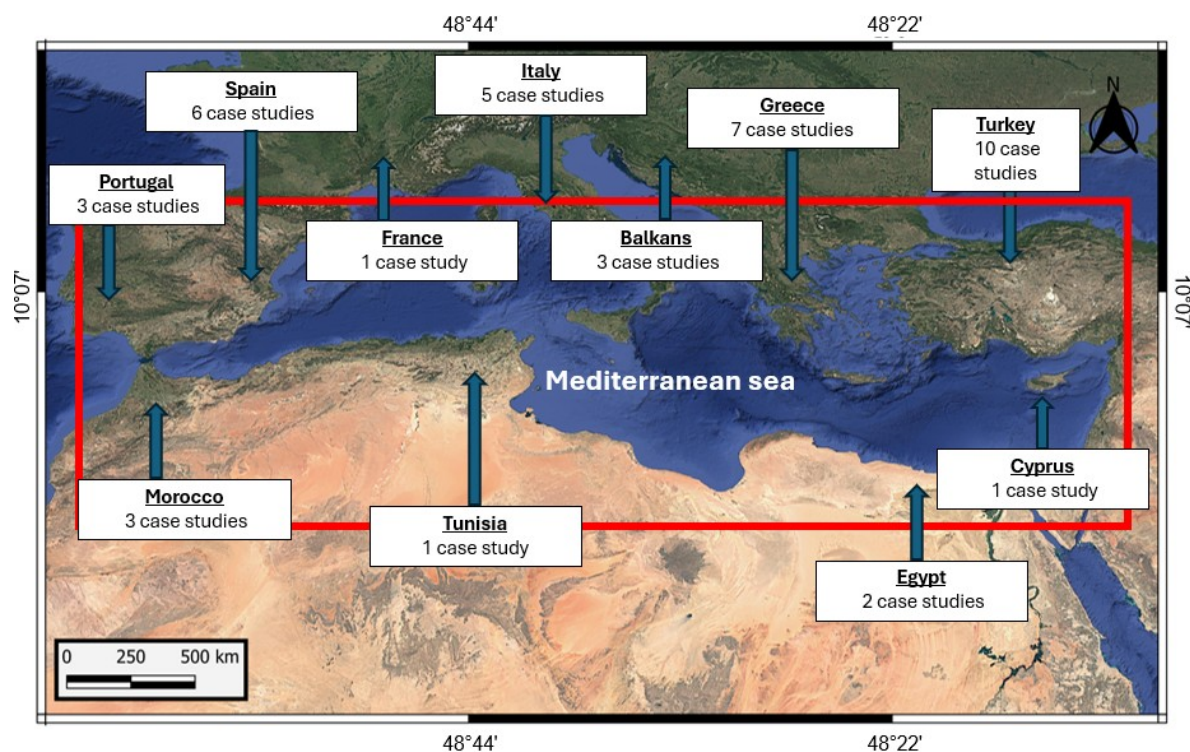 48°44'
48°22'
Italy
5 case studies
Spain
6 case studies
Greece
7 case studies
N
Turkey
10 case
studies
Portugal
3 case studies
France
1 case study
Balkans
3 case studies
10°07'
10°07'
Mediterranean sea
Cyprus
1 case study
Morocco
3 case studies
Tunisia
1 case study
Egypt
2 case studies
0 250 500 km
48°44'
48°22'